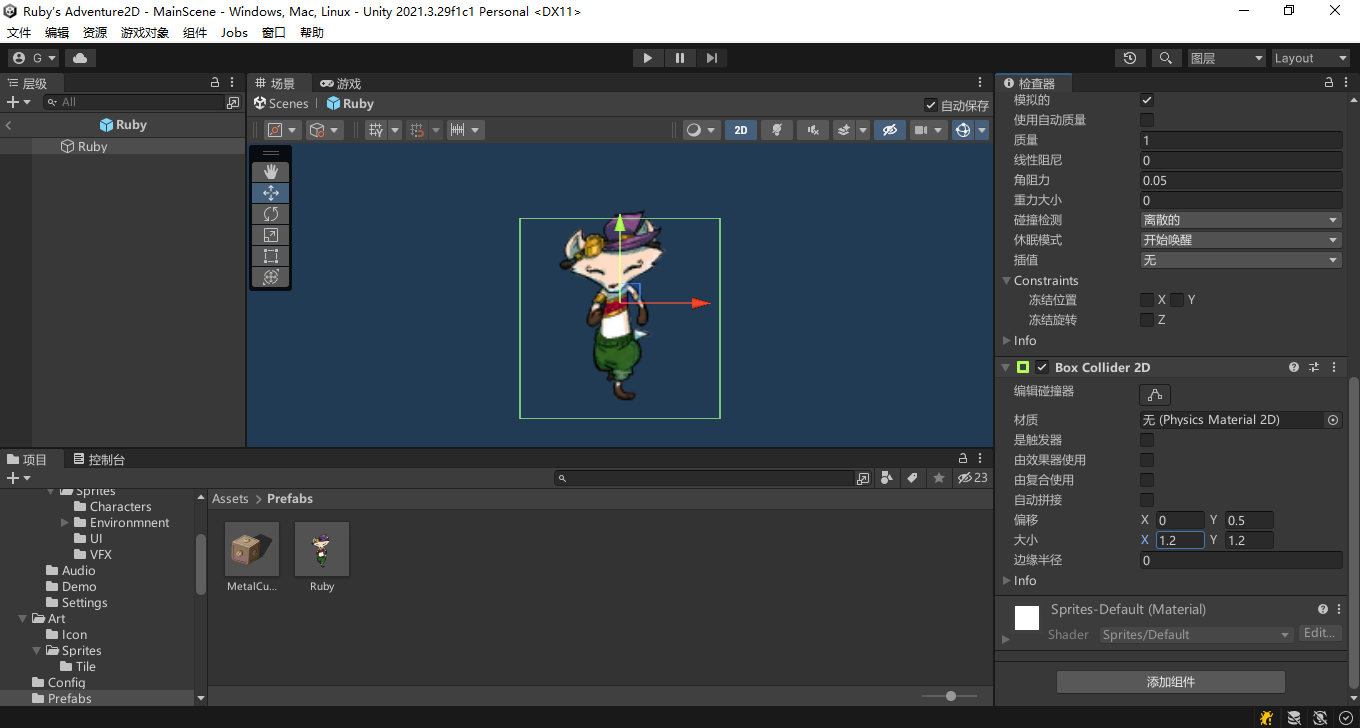 Ruby's Adventure2D - MainScene - Windows, Mac, Linux - Unity 2021.3.29f1c1 Personal <DX11>
文件 编辑 资源 游戏对象 组件 Jobs 窗口 帮助
G 图层 Layout
层级
All
Ruby
Ruby
场景 游戏
Scenes Ruby 自动保存
2D
检查器
模拟的
使用自动质量
质量 1
线性阻尼 0
角阻力 0.05
重力大小 0
碰撞检测 离散的
休眠模式 开始唤醒
插值 无
Constraints
冻结位置 X Y
冻结旋转 Z
Info
Box Collider 2D
编辑碰撞器
材质 无 (Physics Material 2D)
是触发器
由效果器使用
由复合使用
自动拼接
偏移 X 0 Y 0.5
大小 X 1.2 Y 1.2
边缘半径 0
Info
Sprites-Default (Material)
Shader Sprites/Default Edit...
添加组件
项目 控制台
23
Sprites
Characters
Environmnent
UI
VFX
Audio
Demo
Settings
Art
Icon
Sprites
Tile
Config
Prefabs
Assets > Prefabs
MetalCu... Ruby